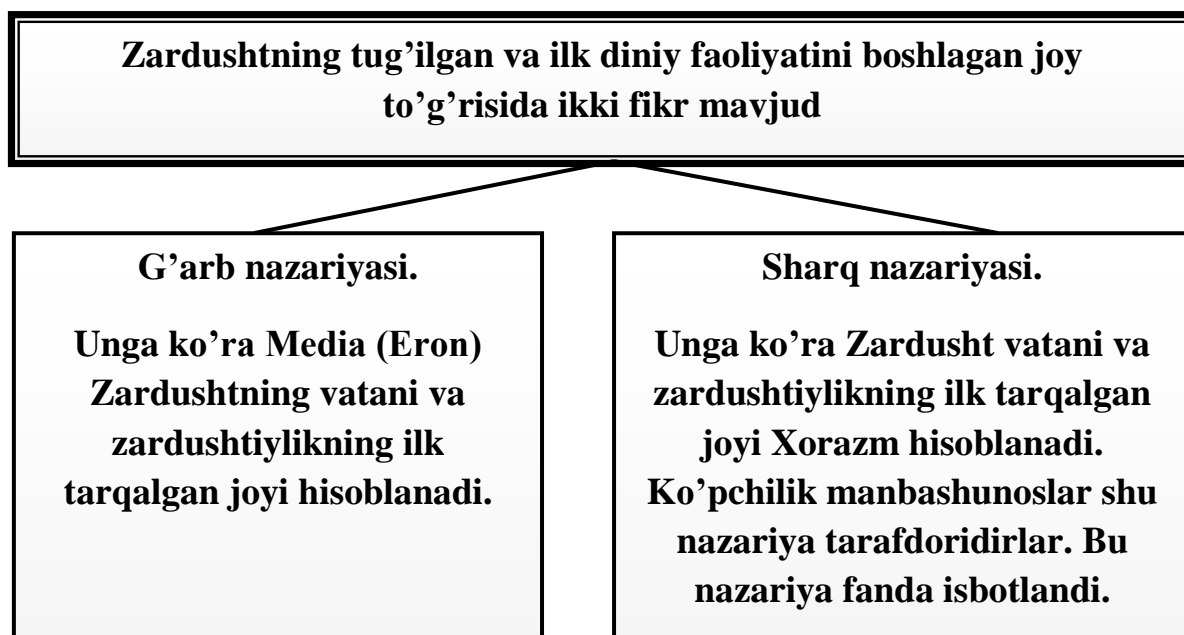 Zardushtning tug’ilgan va ilk diniy faoliyatini boshlagan joy
to’g’risida ikki fikr mavjud
G’arb nazariyasi.
Unga ko’ra Media (Eron)
Zardushtning vatani va
zardushtiylikning ilk
tarqalgan joyi hisoblanadi.
Sharq nazariyasi.
Unga ko’ra Zardusht vatani va
zardushtiylikning ilk tarqalgan
joyi Xorazm hisoblanadi.
Ko’pchilik manbashunoslar shu
nazariya tarafdoridirlar. Bu
nazariya fanda isbotlandi.